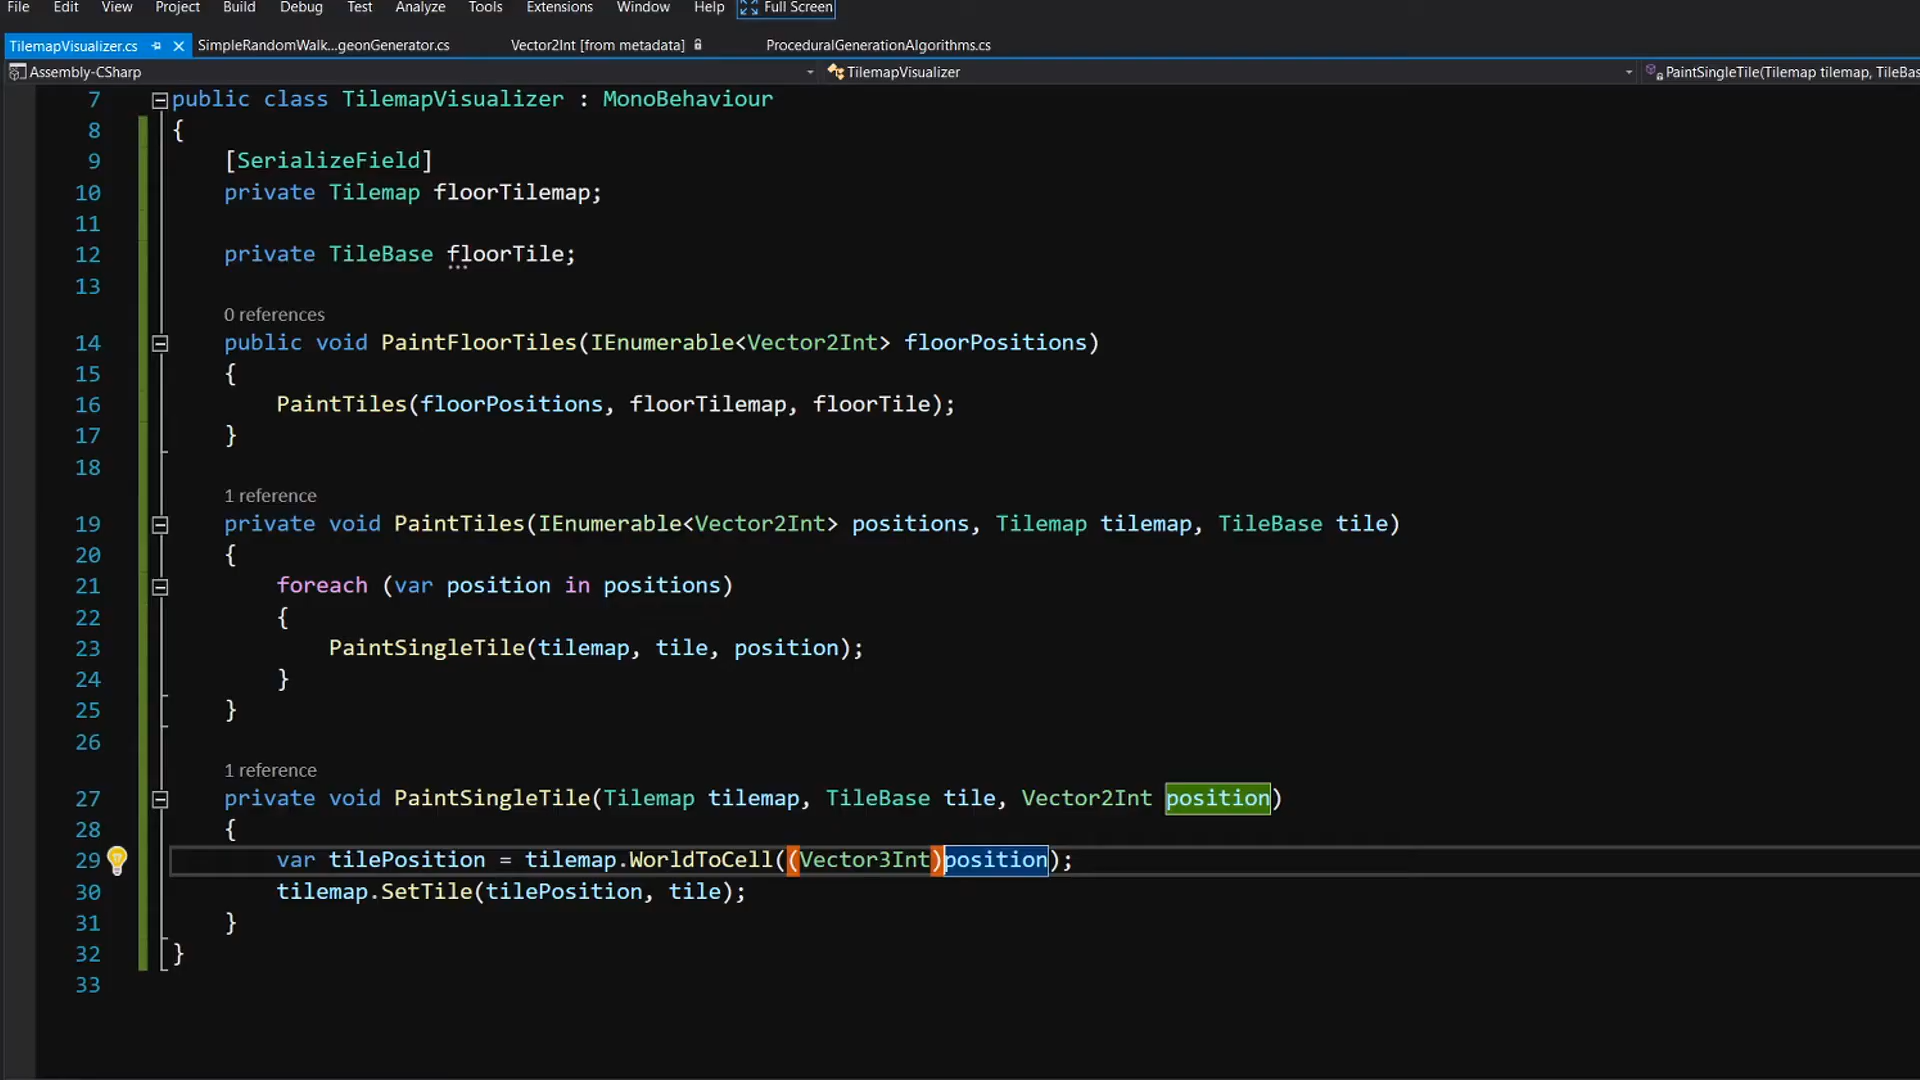 File Edit View Project Build Debug Test Analyze Tools Extensions Window Help Full Screen
TilemapVisualizer.cs SimpleRandomWalk...geonGenerator.cs Vector2Int [from metadata] ProceduralGenerationAlgorithms.cs
Assembly-CSharp TilemapVisualizer PaintSingleTile(Tilemap tilemap, TileBas
7 public class TilemapVisualizer : MonoBehaviour
8 {
9 [SerializeField]
10 private Tilemap floorTilemap;
11
12 private TileBase floorTile;
13
0 references
14 public void PaintFloorTiles(IEnumerable<Vector2Int> floorPositions)
15 {
16 PaintTiles(floorPositions, floorTilemap, floorTile);
17 }
18
1 reference
19 private void PaintTiles(IEnumerable<Vector2Int> positions, Tilemap tilemap, TileBase tile)
20 {
21 foreach (var position in positions)
22 {
23 PaintSingleTile(tilemap, tile, position);
24 }
25 }
26
1 reference
27 private void PaintSingleTile(Tilemap tilemap, TileBase tile, Vector2Int position)
28 {
29 var tilePosition = tilemap.WorldToCell((Vector3Int)position);
30 tilemap.SetTile(tilePosition, tile);
31 }
32 }
33